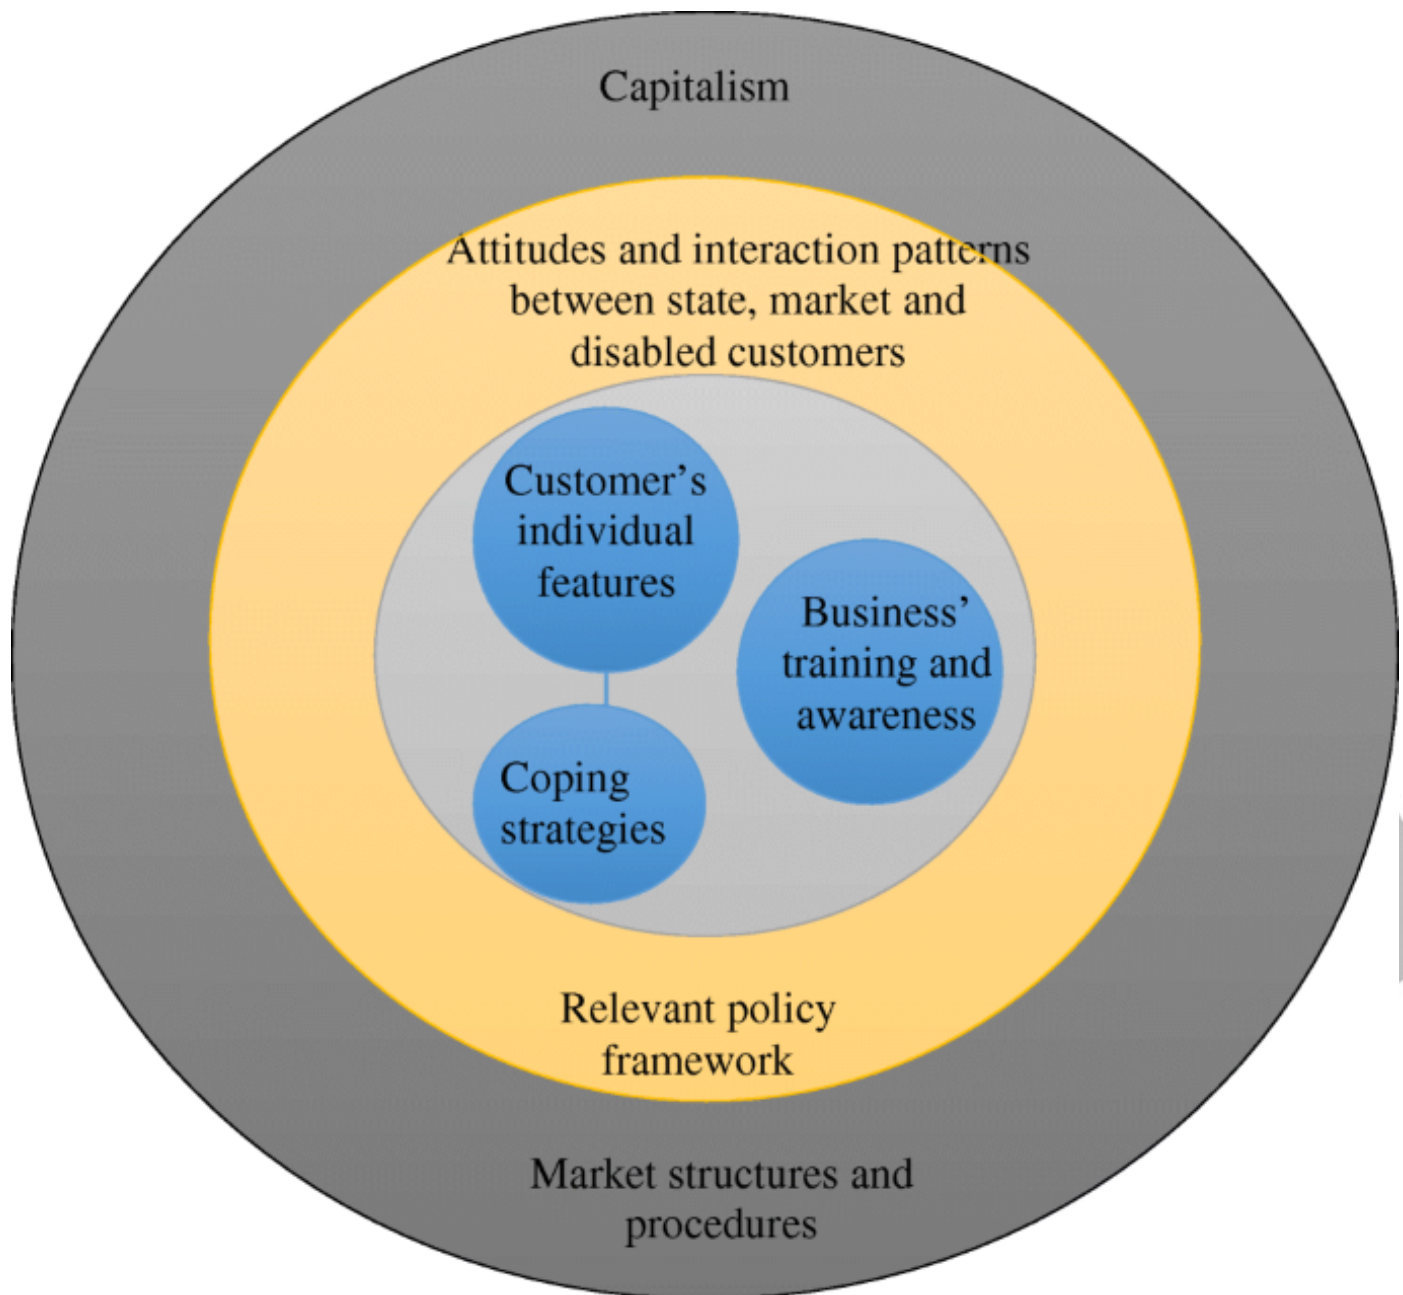 Capitalism
Attitudes and interaction patterns
between state, market and
disabled customers
Customer’s
individual
features
Business’
training and
awareness
Coping
strategies
Relevant policy
framework
Market structures and
procedures